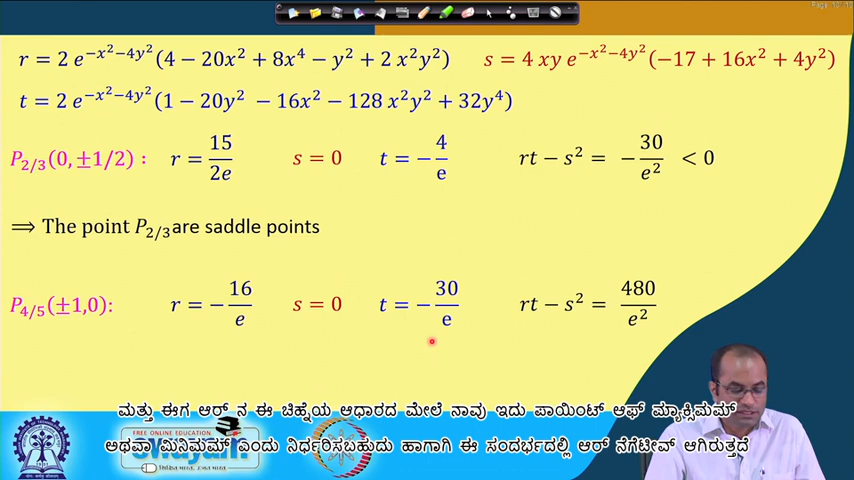 r = 2 e^{-x²-4y²}(4 − 20x² + 8x⁴ − y² + 2 x²y²) s = 4 xy e^{-x²-4y²}(−17 + 16x² + 4y²)
t = 2 e^{-x²-4y²}(1 − 20y² − 16x² − 128 x²y² + 32y⁴)
P_{2/3}(0, ±1/2) : r = 15/2e s = 0 t = −4/e rt − s² = −30/e² < 0
⟹ The point P_{2/3} are saddle points
P_{4/5}(±1,0): r = −16/e s = 0 t = −30/e rt − s² = 480/e²
ಮತ್ತು ಈಗ ಆರ್ ನ ಈ ಚಿಹ್ನೆಯ ಆಧಾರದ ಮೇಲೆ ನಾವು ಇದು ಪಾಯಿಂಟ್ ಆಫ್ ಮ್ಯಾಕ್ಸಿಮಮ್
ಅಥವಾ ಮಿನಿಮಮ್ ಎಂದು ನಿರ್ಧರಿಸಬಹುದು ಹಾಗಾಗಿ ಈ ಸಂದರ್ಭದಲ್ಲಿ ಆರ್ ನೆಗೆಟೀವ್ ಆಗಿರುತ್ತದೆ
FREE ONLINE EDUCATION
swayam